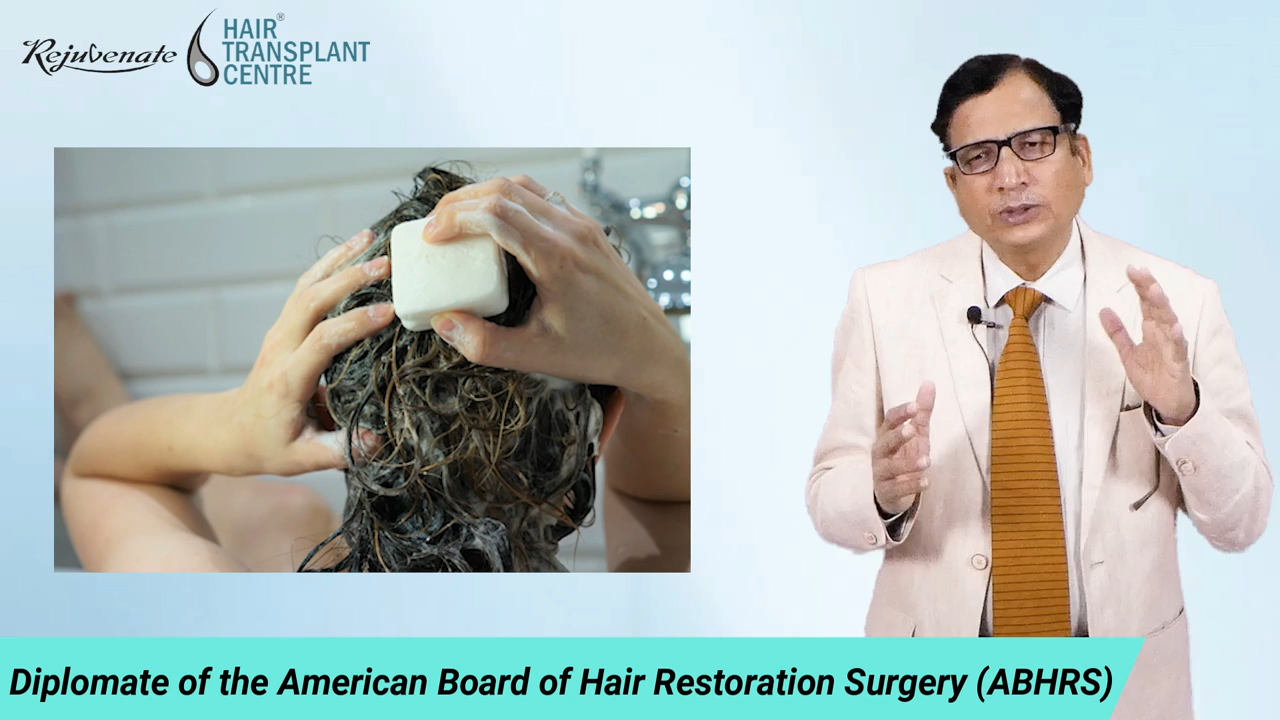 Rejuvenate
HAIR®
TRANSPLANT
CENTRE
Diplomate of the American Board of Hair Restoration Surgery (ABHRS)